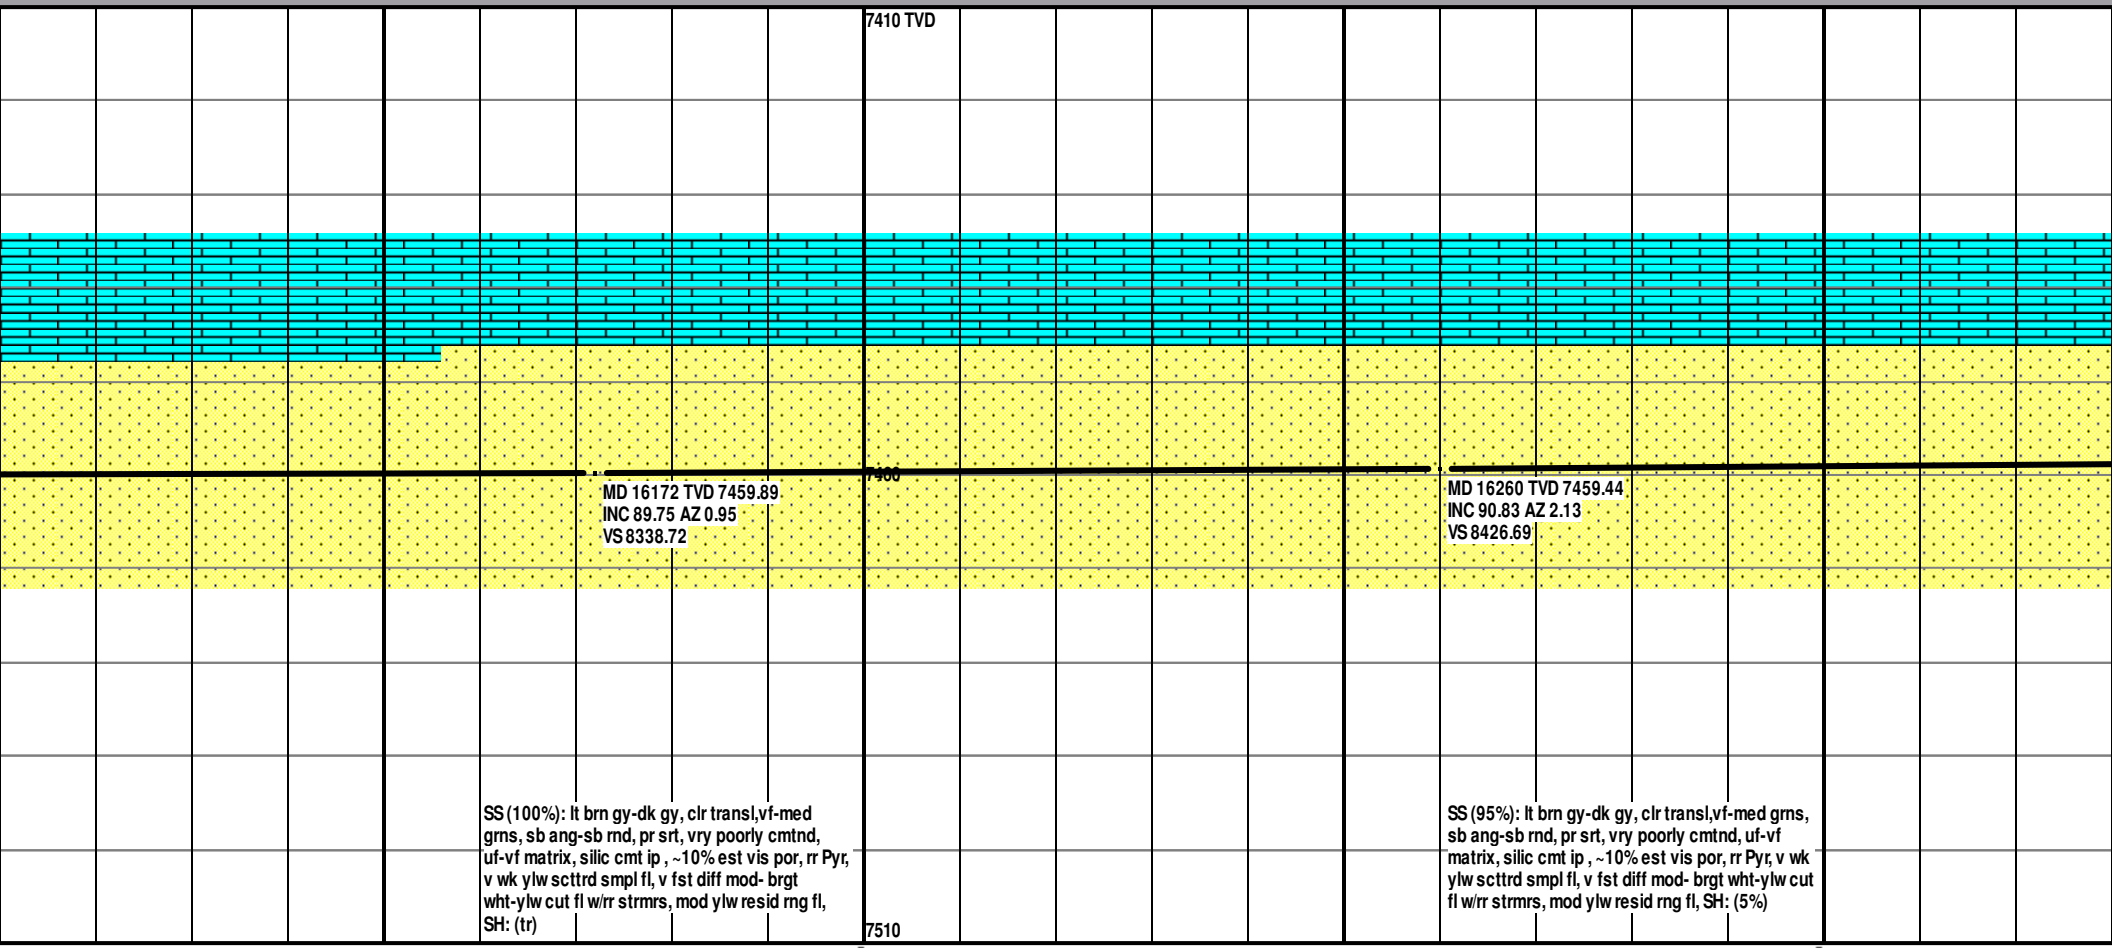 7410 TVD
7460
MD 16172 TVD 7459.89
INC 89.75 AZ 0.95
VS 8338.72
MD 16260 TVD 7459.44
INC 90.83 AZ 2.13
VS 8426.69
SS (100%): lt brn gy-dk gy, clr transl,vf-med
grns, sb ang-sb rnd, pr srt, vry poorly cmtnd,
uf-vf matrix, silic cmt ip , ~10% est vis por, rr Pyr,
v wk ylw scttrd smpl fl, v fst diff mod- brgt
wht-ylw cut fl w/rr strmrs, mod ylw resid rng fl,
SH: (tr)
SS (95%): lt brn gy-dk gy, clr transl,vf-med grns,
sb ang-sb rnd, pr srt, vry poorly cmtnd, uf-vf
matrix, silic cmt ip , ~10% est vis por, rr Pyr, v wk
ylw scttrd smpl fl, v fst diff mod- brgt wht-ylw cut
fl w/rr strmrs, mod ylw resid rng fl, SH: (5%)
7510